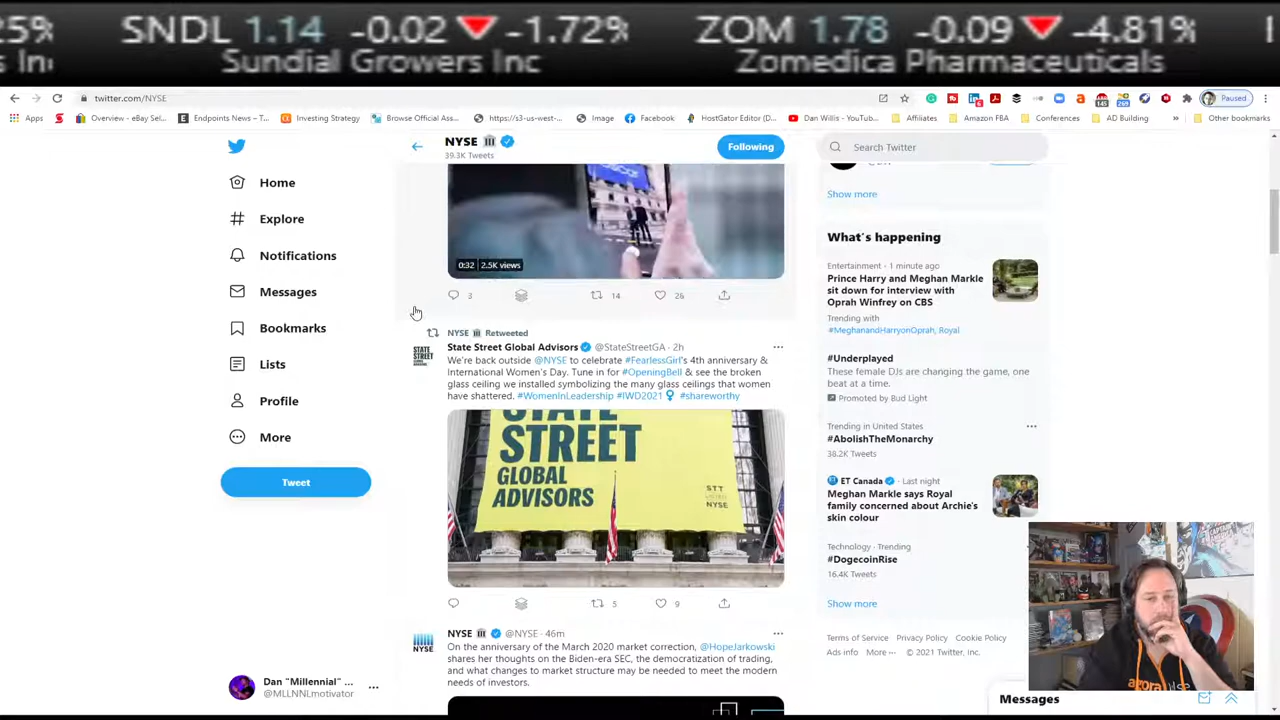 25%
SNDL 1.14 -0.02 -1.72%
ZOM 1.78 -0.09 -4.81%
Sundial Growers Inc
Zomedica Pharmaceuticals
twitter.com/NYSE
Paused
Apps
Overview - eBay Sel...
Endpoints News – T...
Investing Strategy
Browse Official Ass...
https://s3-us-west-...
Image
Facebook
HostGator Editor (D...
Dan Willis - YouTub...
Affiliates
Amazon FBA
Conferences
AD Building
»
Other bookmarks
NYSE
39.3K Tweets
Following
Search Twitter
Home
Explore
Notifications
Messages
Bookmarks
Lists
Profile
More
Tweet
Dan "Millennial" ...
@MLLNNLmotivator
0:32 2.5K views
3 14 26
NYSE Retweeted
State Street Global Advisors @StateStreetGA · 2h
We're back outside @NYSE to celebrate #FearlessGirl's 4th anniversary &
International Women's Day. Tune in for #OpeningBell & see the broken
glass ceiling we installed symbolizing the many glass ceilings that women
have shattered. #WomenInLeadership #IWD2021 #shareworthy
STATE
STREET
GLOBAL
ADVISORS
STATE
STREET
GLOBAL
ADVISORS
STT
NYSE
5 9
NYSE @NYSE · 46m
NYSE
On the anniversary of the March 2020 market correction, @HopeJarkowski
shares her thoughts on the Biden-era SEC, the democratization of trading,
and what changes to market structure may be needed to meet the modern
needs of investors.
Show more
What's happening
Entertainment · 1 minute ago
Prince Harry and Meghan Markle
sit down for interview with
Oprah Winfrey on CBS
Trending with
#MeghanandHarryonOprah, Royal
#Underplayed
These female DJs are changing the game, one
beat at a time.
Promoted by Bud Light
Trending in United States
#AbolishTheMonarchy
38.2K Tweets
ET Canada · Last night
Meghan Markle says Royal
family concerned about Archie's
skin colour
Technology · Trending
#DogecoinRise
16.4K Tweets
Show more
Terms of Service Privacy Policy Cookie Policy
Ads info More ··· © 2021 Twitter, Inc.
Messages